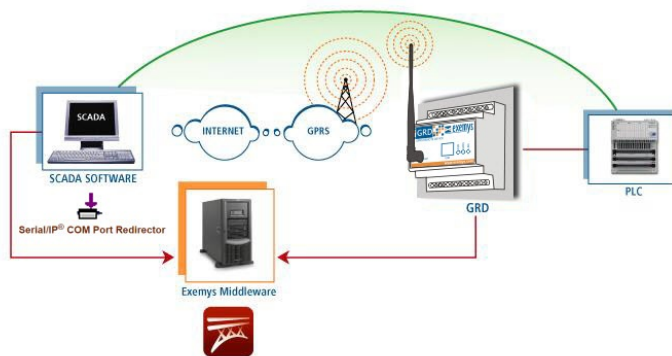 SCADA
SCADA SOFTWARE
Serial/IP® COM Port Redirector
INTERNET
GPRS
GRD exemys
GRD
PLC
Exemys Middleware